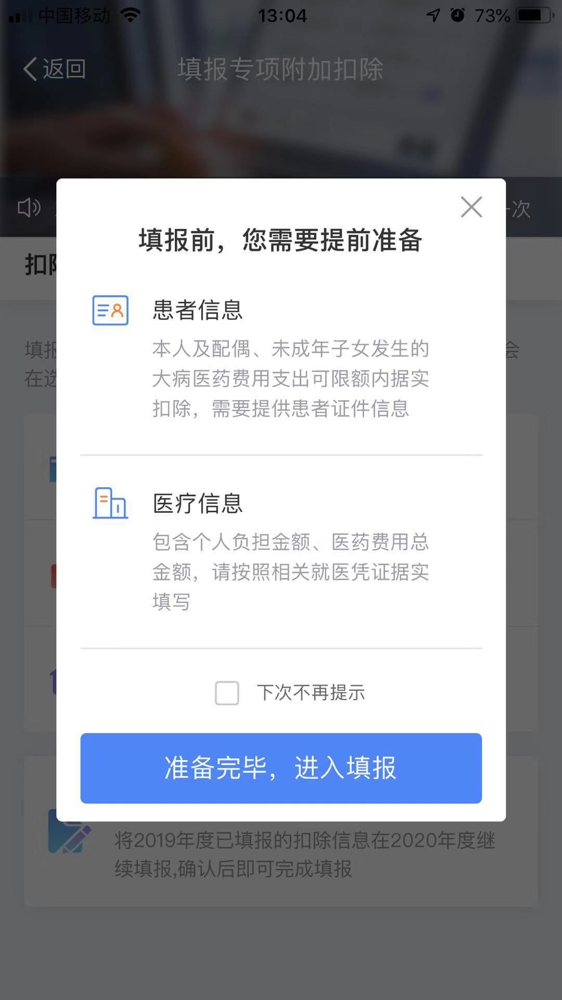 中国移动 13:04 73%
返回 填报专项附加扣除
次
填报前，您需要提前准备
扣
患者信息
本人及配偶、未成年子女发生的
填报 会
大病医药费用支出可限额内据实
在选
扣除，需要提供患者证件信息
医疗信息
包含个人负担金额、医药费用总
金额，请按照相关就医凭证据实
填写
下次不再提示
准备完毕，进入填报
将2019年度已填报的扣除信息在2020年度继
续填报,确认后即可完成填报